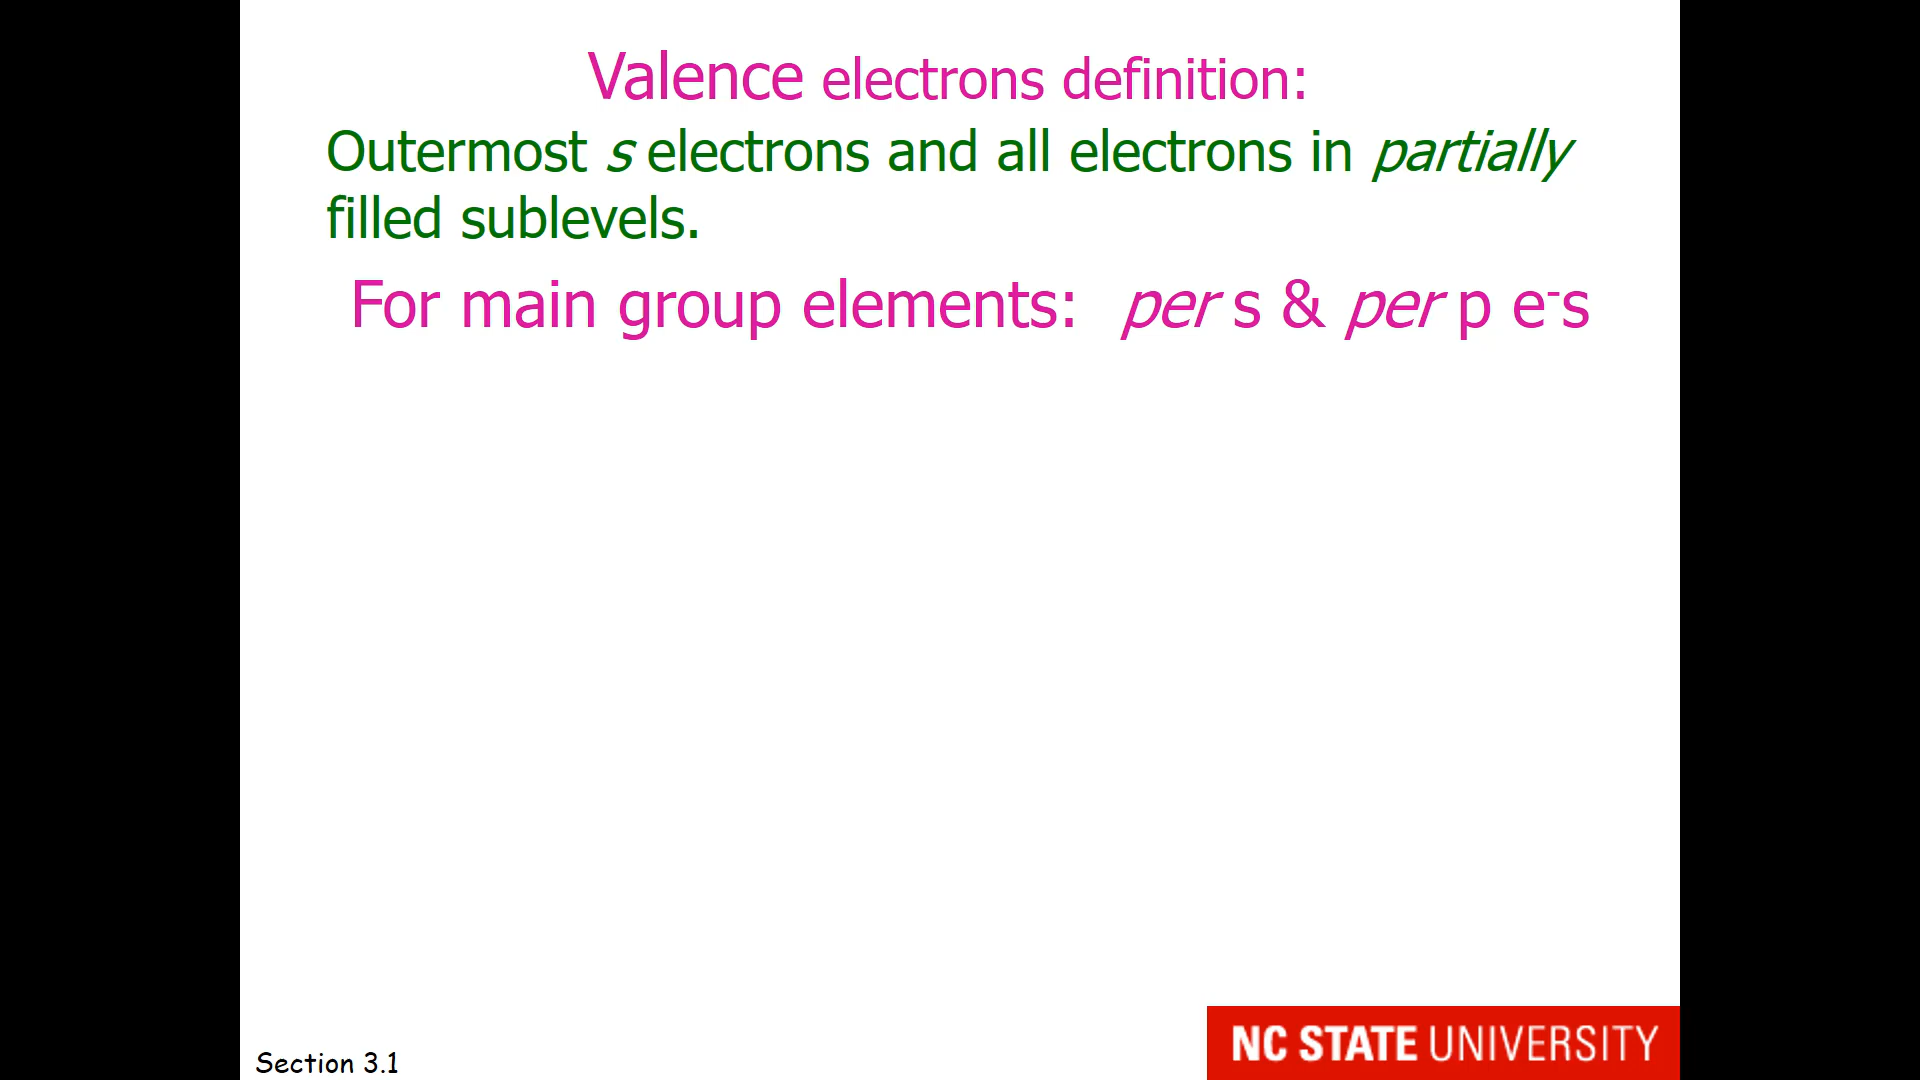 Valence electrons definition:
Outermost s electrons and all electrons in partially
filled sublevels.
For main group elements: per s & per p e⁻s
Section 3.1
NC STATE UNIVERSITY